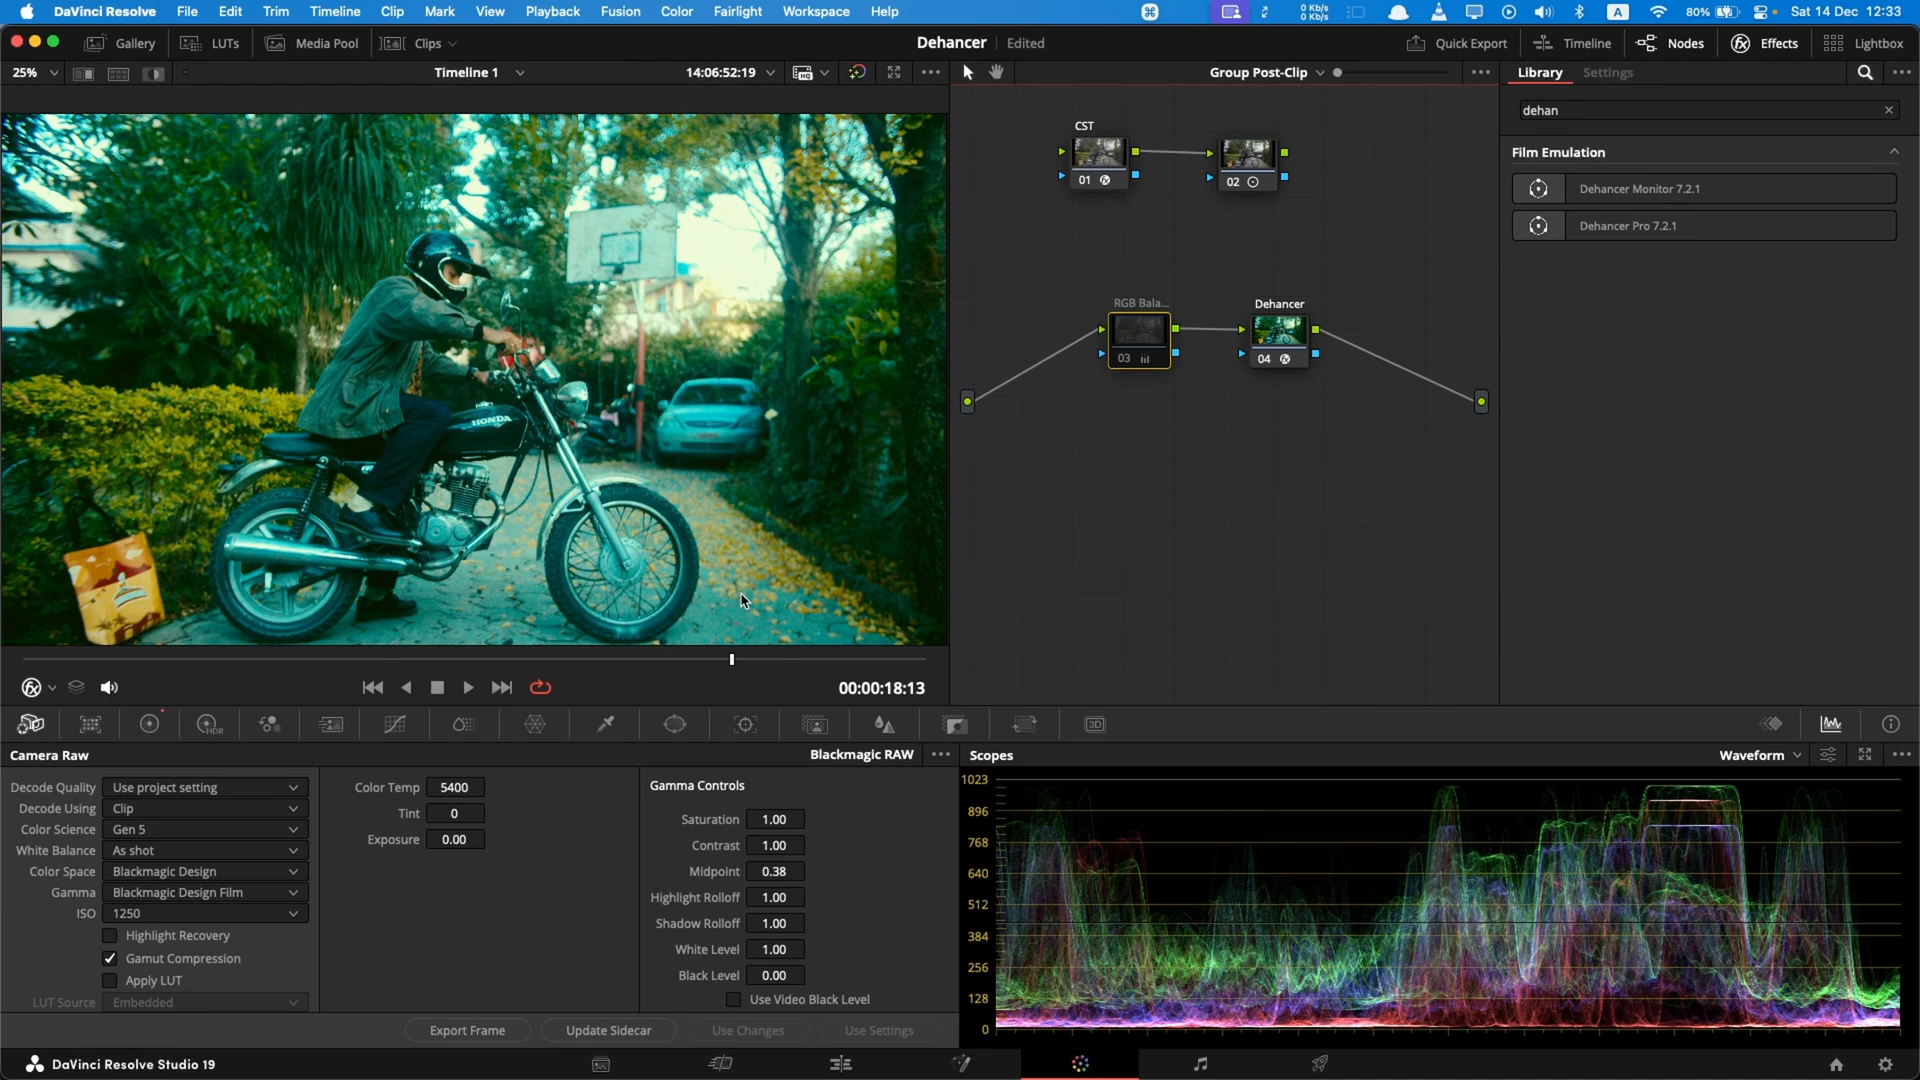 DaVinci Resolve File Edit Trim Timeline Clip Mark View Playback Fusion Color Fairlight Workspace Help 0 Kb/s 0 Kb/s A 80% Sat 14 Dec 12:33
Gallery LUTs Media Pool Clips Dehancer Edited Quick Export Timeline Nodes Effects Lightbox
25% Timeline 1 14:06:52:19 HQ Group Post-Clip Library Settings
dehan
CST
01
02
Film Emulation
Dehancer Monitor 7.2.1
Dehancer Pro 7.2.1
RGB Bala...
03
Dehancer
04
HONDA
00:00:18:13
HDR
3D
Camera Raw Blackmagic RAW
Decode Quality Use project setting
Decode Using Clip
Color Science Gen 5
White Balance As shot
Color Space Blackmagic Design
Gamma Blackmagic Design Film
ISO 1250
Highlight Recovery
Gamut Compression
Apply LUT
LUT Source Embedded
Color Temp 5400
Tint 0
Exposure 0.00
Gamma Controls
Saturation 1.00
Contrast 1.00
Midpoint 0.38
Highlight Rolloff 1.00
Shadow Rolloff 1.00
White Level 1.00
Black Level 0.00
Use Video Black Level
Export Frame Update Sidecar Use Changes Use Settings
Scopes Waveform
1023
896
768
640
512
384
256
128
0
DaVinci Resolve Studio 19